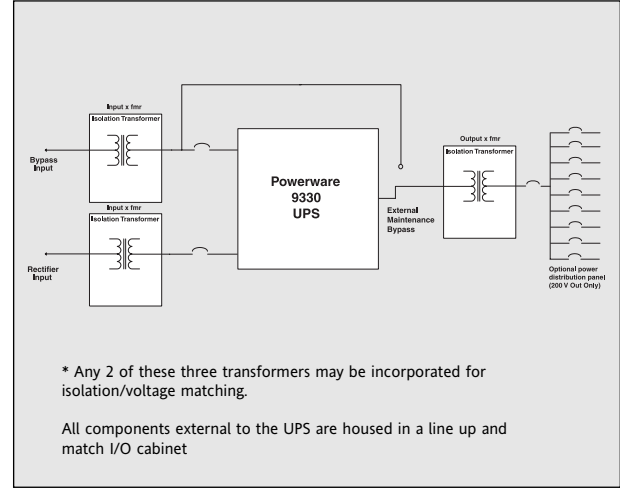 Input x fmr
Isolation Transformer
Bypass
Input
Input x fmr
Isolation Transformer
Rectifier
Input
Powerware
9330
UPS
External
Maintenance
Bypass
Output x fmr
Isolation Transformer
Optional power
distribution panel
(200 V Out Only)
* Any 2 of these three transformers may be incorporated for
isolation/voltage matching.
All components external to the UPS are housed in a line up and
match I/O cabinet